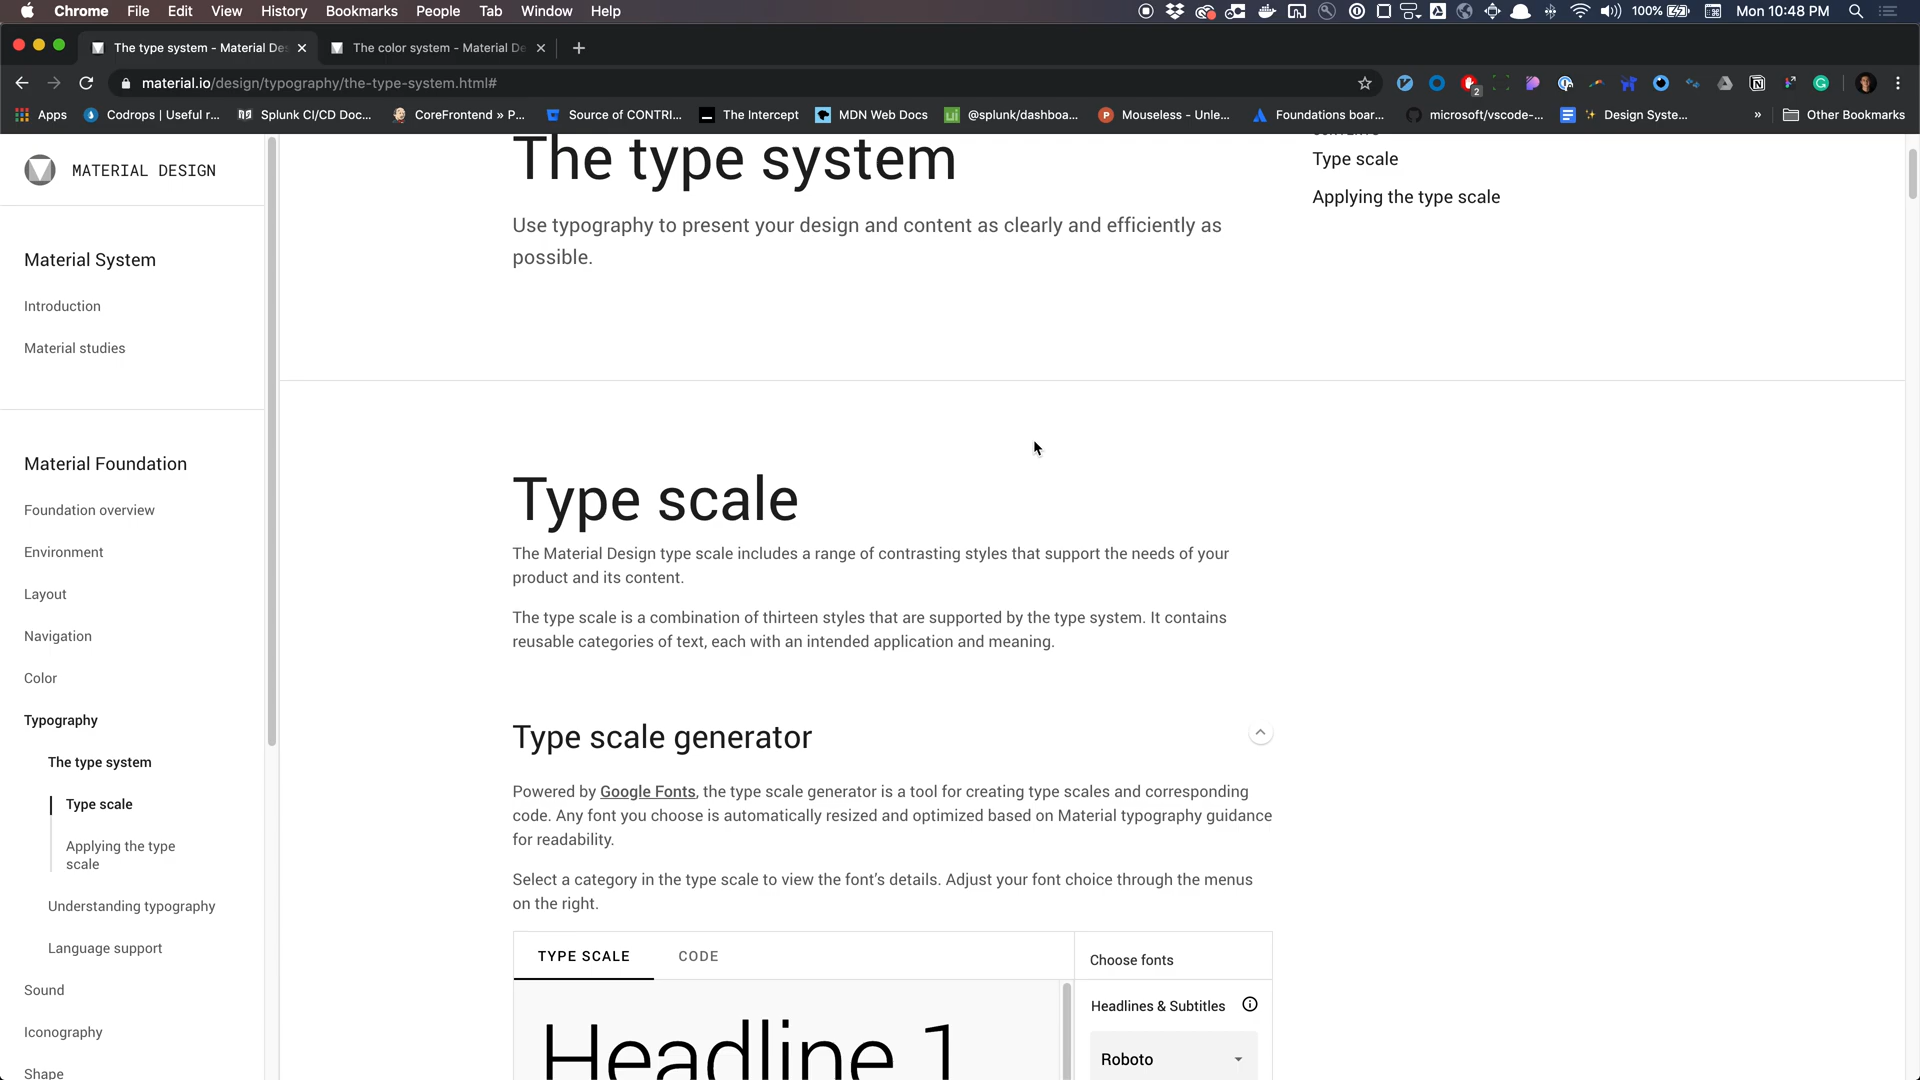 Chrome File Edit View History Bookmarks People Tab Window Help 100% Mon 10:48 PM
The type system - Material Des The color system - Material De
material.io/design/typography/the-type-system.html#
2
Apps Codrops | Useful r... Splunk CI/CD Doc... CoreFrontend » P... Source of CONTRI... The Intercept MDN Web Docs @splunk/dashboa... Mouseless - Unle... Foundations boar... microsoft/vscode-... Design Syste... » Other Bookmarks
MATERIAL DESIGN
Material System
Introduction
Material studies
Material Foundation
Foundation overview
Environment
Layout
Navigation
Color
Typography
The type system
Type scale
Applying the type
scale
Understanding typography
Language support
Sound
Iconography
Shape
The type system
Use typography to present your design and content as clearly and efficiently as
possible.
Type scale
Applying the type scale
Type scale
The Material Design type scale includes a range of contrasting styles that support the needs of your
product and its content.
The type scale is a combination of thirteen styles that are supported by the type system. It contains
reusable categories of text, each with an intended application and meaning.
Type scale generator
Powered by Google Fonts, the type scale generator is a tool for creating type scales and corresponding
code. Any font you choose is automatically resized and optimized based on Material typography guidance
for readability.
Select a category in the type scale to view the font's details. Adjust your font choice through the menus
on the right.
TYPE SCALE CODE
Choose fonts
Headlines & Subtitles
Headline 1
Roboto